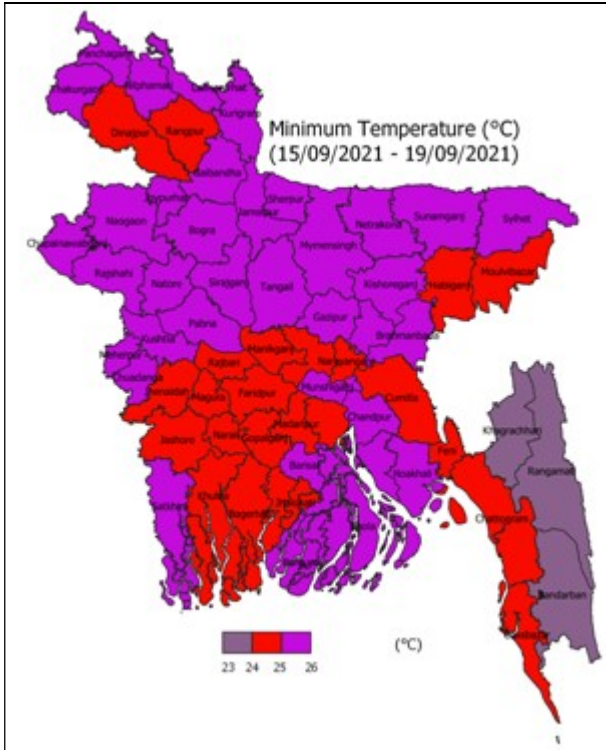 Panchagarh
Thakurgaon
Nilphamari
Lalmonirhat
Kurigram
Dinajpur
Rangpur
Minimum Temperature (°C)
(15/09/2021 - 19/09/2021)
Gaibandha
Joypurhat
Sherpur
Naogaon
Jamalpur
Bogra
Netrakona
Sunamganj
Sylhet
Chapainawabganj
Mymensingh
Rajshahi
Natore
Sirajganj
Tangail
Kishoreganj
Habiganj
Moulvibazar
Pabna
Gazipur
Kushtia
Brahmanbaria
Meherpur
Manikganj
Rajbari
Narayanganj
Chuadanga
Munshiganj
Jhenaidah
Magura
Faridpur
Cumilla
Khagrachhari
Madaripur
Chandpur
Jashore
Narail
Gopalganj
Feni
Rangamati
Barisal
Noakhali
Satkhira
Khulna
Bagerhat
Pirojpur
Bhola
Chattogram
Bandarban
(°C)
23 24 25 26